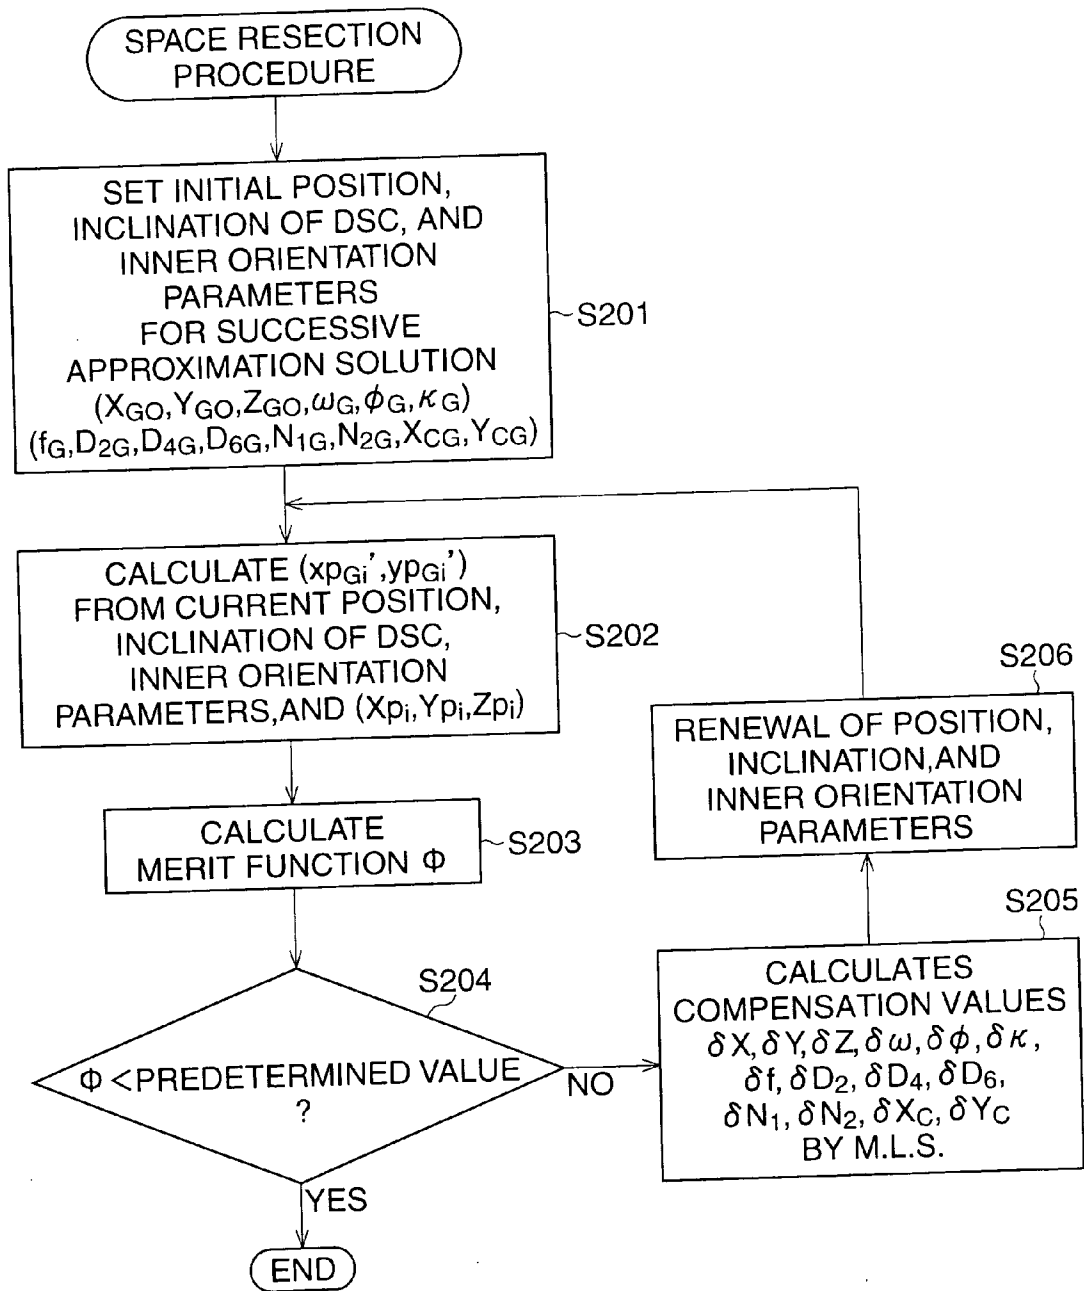 SPACE RESECTION
PROCEDURE
SET INITIAL POSITION,
INCLINATION OF DSC, AND
INNER ORIENTATION
PARAMETERS
FOR SUCCESSIVE
APPROXIMATION SOLUTION
(XGO,YGO,ZGO,ωG,ϕG,κG)
(fG,D2G,D4G,D6G,N1G,N2G,XCG,YCG)
S201
CALCULATE (xpGi',ypGi')
FROM CURRENT POSITION,
INCLINATION OF DSC,
INNER ORIENTATION
PARAMETERS,AND (Xpi,Ypi,Zpi)
S202
CALCULATE
MERIT FUNCTION Φ
S203
S204
Φ <PREDETERMINED VALUE
?
NO
YES
END
S205
CALCULATES
COMPENSATION VALUES
δX,δY,δZ,δω,δϕ,δκ,
δf,δD2,δD4,δD6,
δN1,δN2,δXC,δYC
BY M.L.S.
S206
RENEWAL OF POSITION,
INCLINATION,AND
INNER ORIENTATION
PARAMETERS